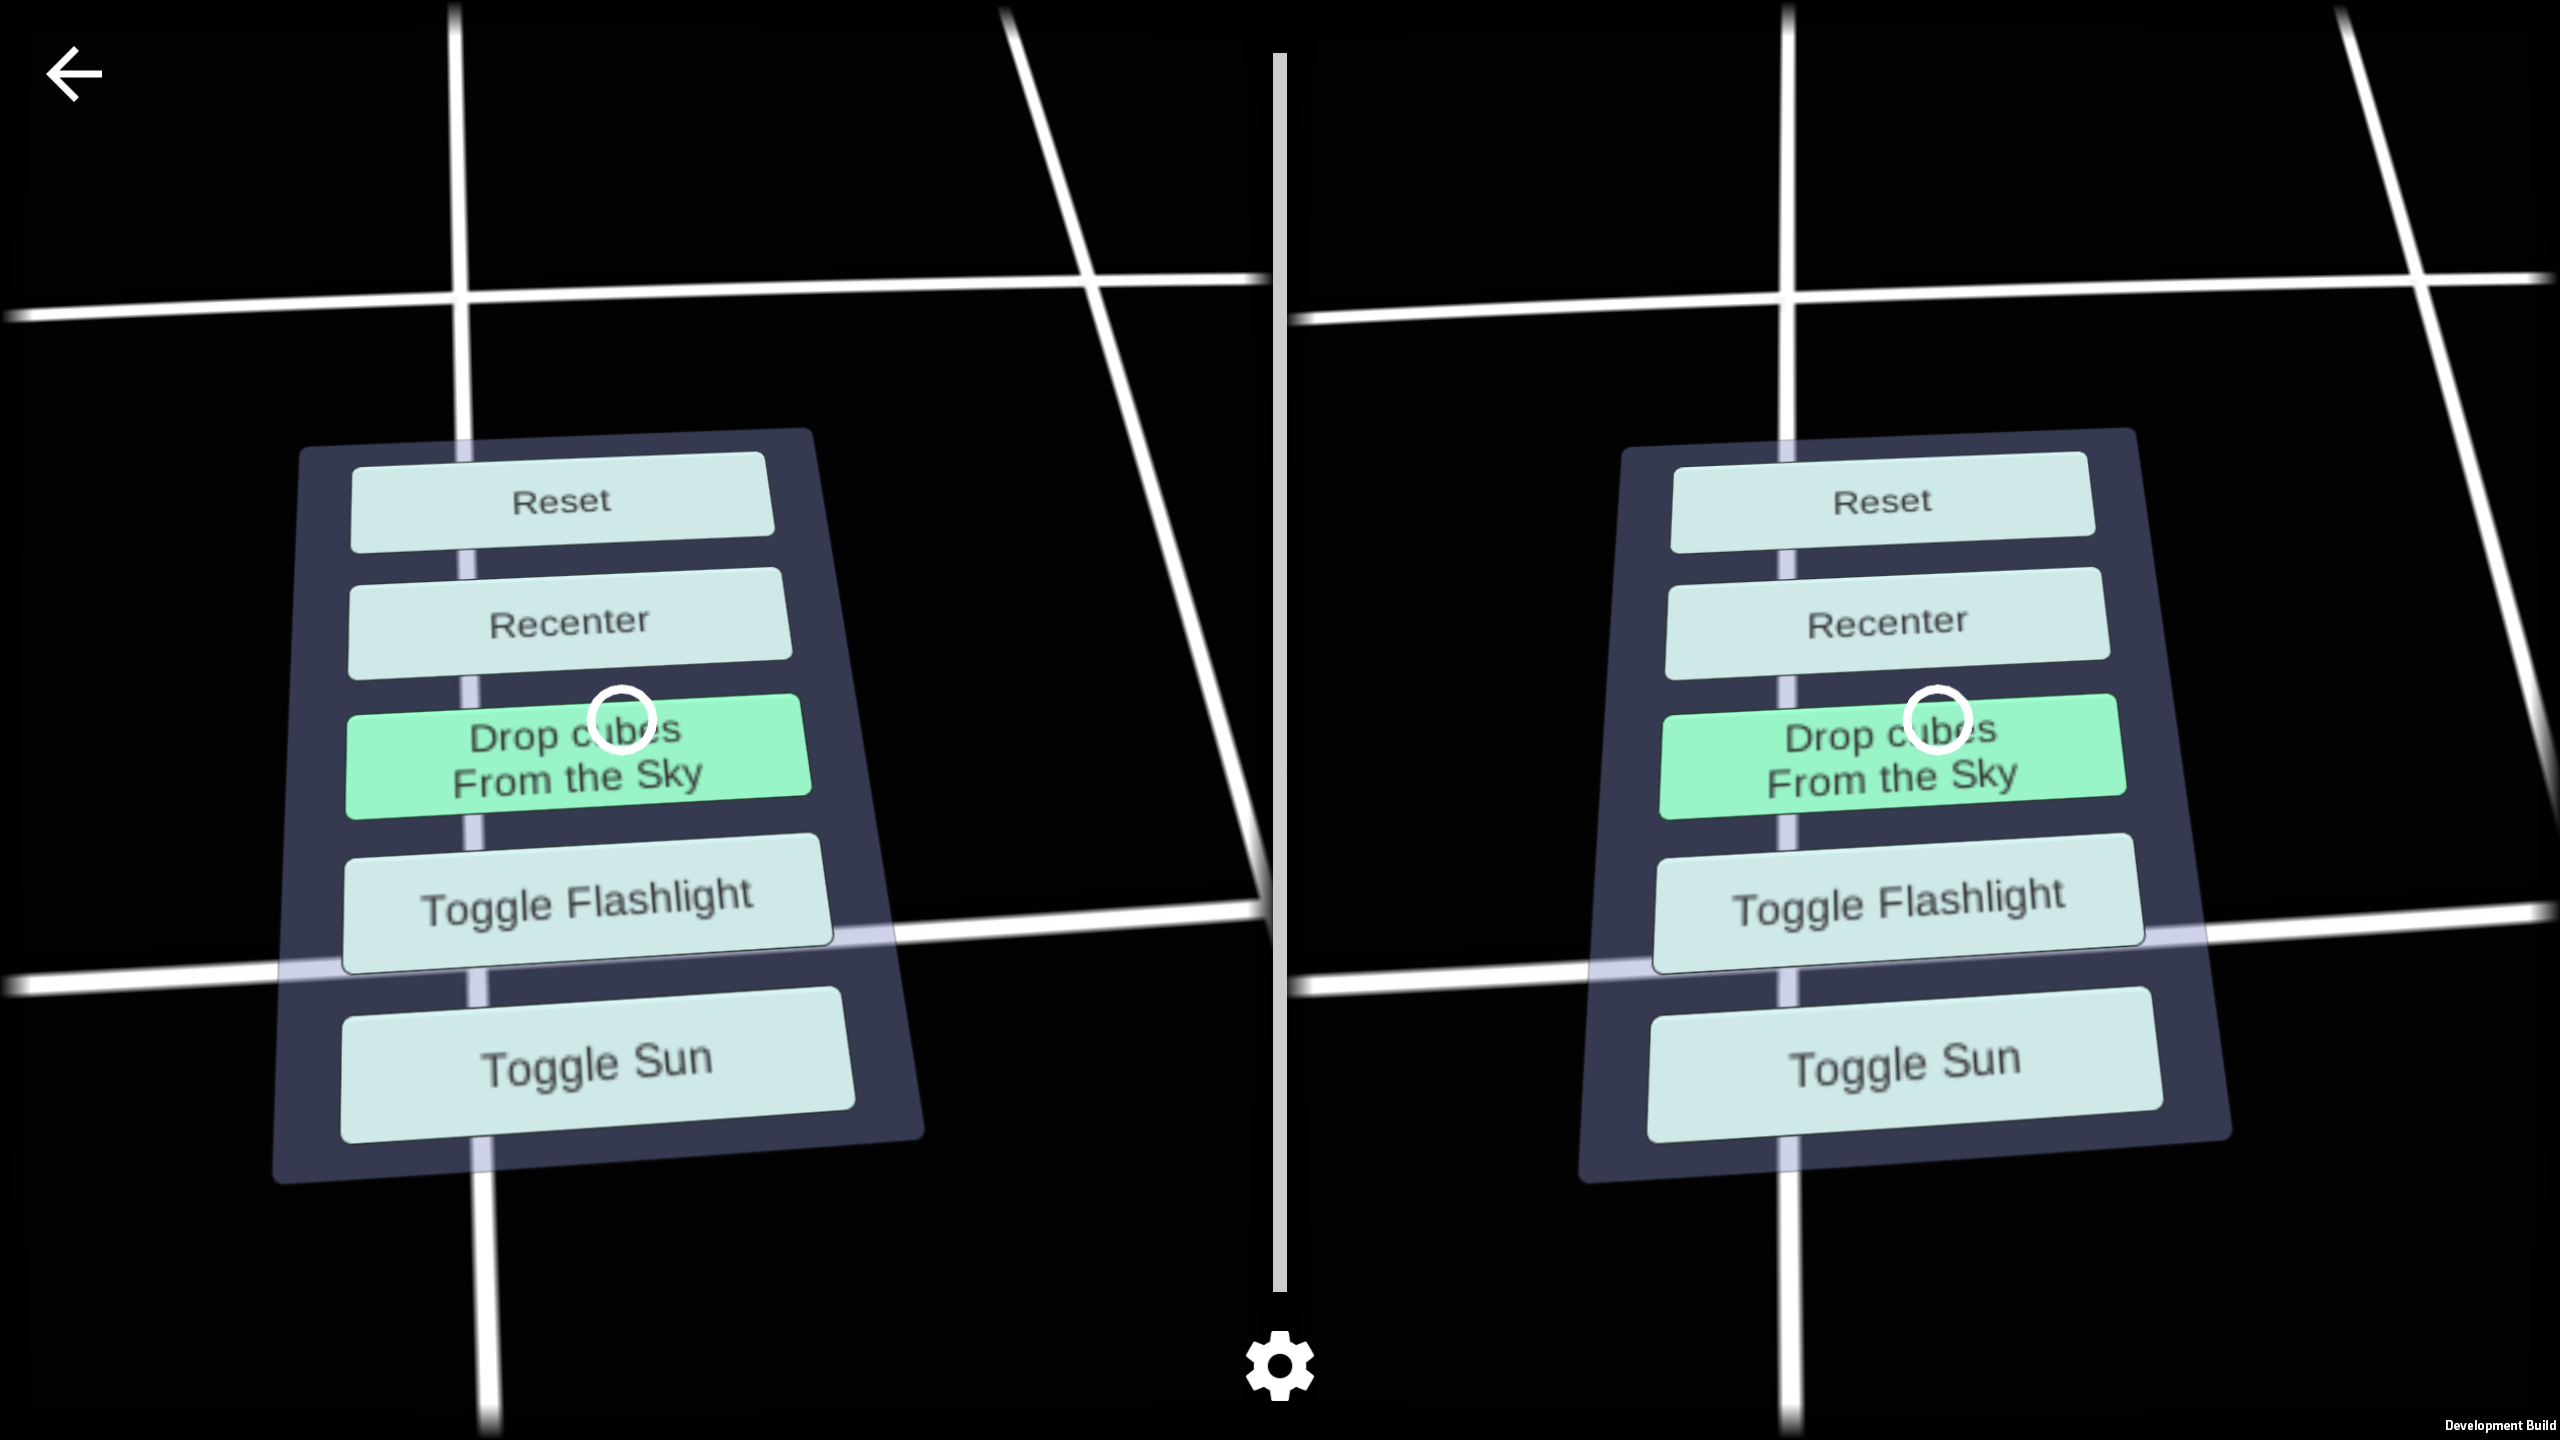 Reset
Recenter
Drop cubes
From the Sky
Toggle Flashlight
Toggle Sun
Reset
Recenter
Drop cubes
From the Sky
Toggle Flashlight
Toggle Sun
Development Build